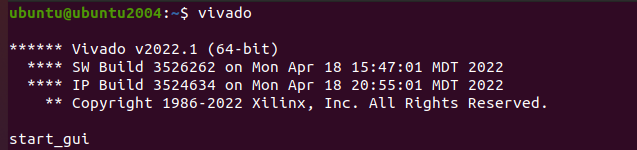 ubuntu@ubuntu2004:~$ vivado
****** Vivado v2022.1 (64-bit)
**** SW Build 3526262 on Mon Apr 18 15:47:01 MDT 2022
**** IP Build 3524634 on Mon Apr 18 20:55:01 MDT 2022
** Copyright 1986-2022 Xilinx, Inc. All Rights Reserved.
start_gui